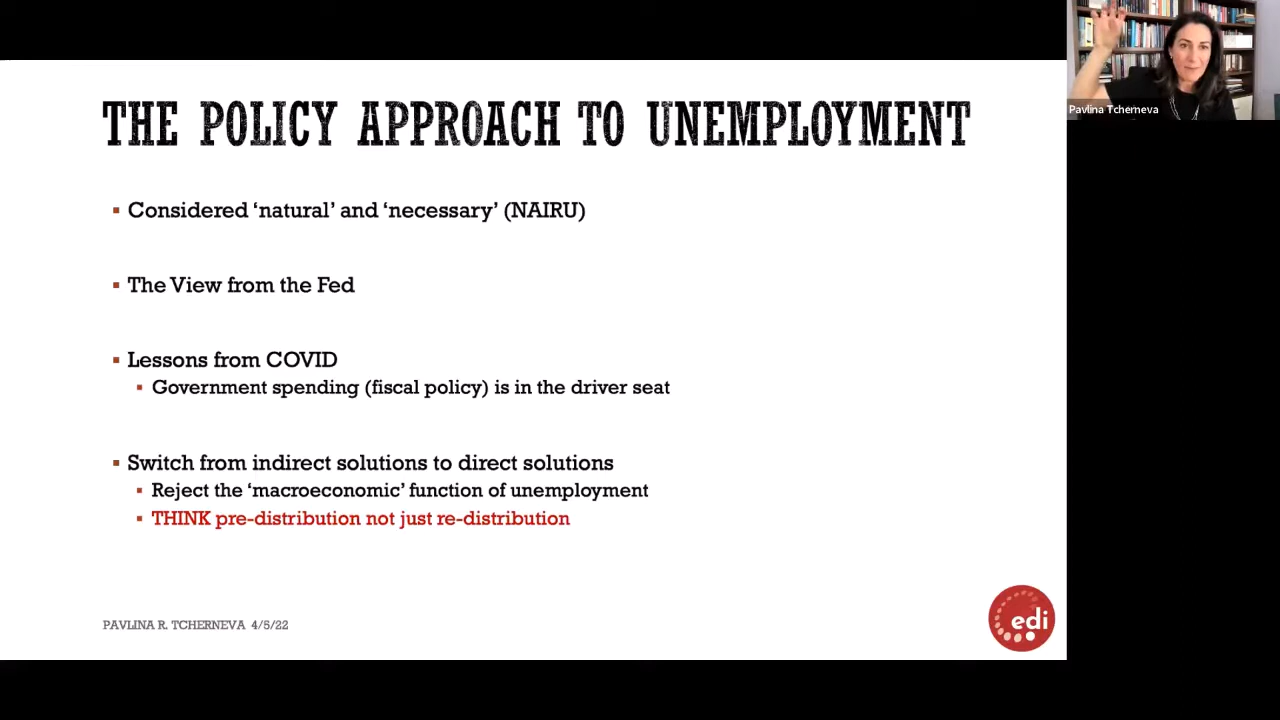 THE POLICY APPROACH TO UNEMPLOYMENT
Considered ‘natural’ and ‘necessary’ (NAIRU)
The View from the Fed
Lessons from COVID
Government spending (fiscal policy) is in the driver seat
Switch from indirect solutions to direct solutions
Reject the ‘macroeconomic’ function of unemployment
THINK pre-distribution not just re-distribution
PAVLINA R. TCHERNEVA 4/5/22
edi
Pavlina Tcherneva